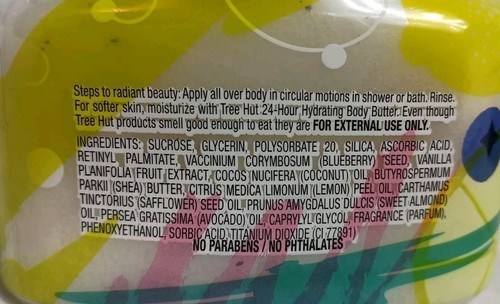 Steps to radiant beauty: Apply all over body in circular motions in shower or bath. Rinse.
For softer skin, moisturize with Tree Hut 24-Hour Hydrating Body Butter. Even though
Tree Hut products smell good enough to eat they are FOR EXTERNAL USE ONLY.
INGREDIENTS: SUCROSE, GLYCERIN, POLYSORBATE 20, SILICA, ASCORBIC ACID,
RETINYL PALMITATE, VACCINIUM CORYMBOSUM (BLUEBERRY) SEED, VANILLA
PLANIFOLIA FRUIT EXTRACT, COCOS NUCIFERA (COCONUT) OIL, BUTYROSPERMUM
PARKII (SHEA) BUTTER, CITRUS MEDICA LIMONUM (LEMON) PEEL OIL, CARTHAMUS
TINCTORIUS (SAFFLOWER) SEED OIL, PRUNUS AMYGDALUS DULCIS (SWEET ALMOND)
OIL, PERSEA GRATISSIMA (AVOCADO) OIL, CAPRYLYL GLYCOL, FRAGRANCE (PARFUM),
PHENOXYETHANOL, SORBIC ACID, TITANIUM DIOXIDE (CI 77891)
NO PARABENS / NO PHTHALATES